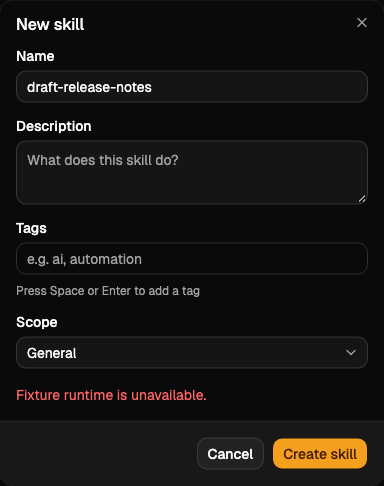 New skill
Name
draft-release-notes
Description
What does this skill do?
Tags
e.g. ai, automation
Press Space or Enter to add a tag
Scope
General
Fixture runtime is unavailable.
Cancel
Create skill